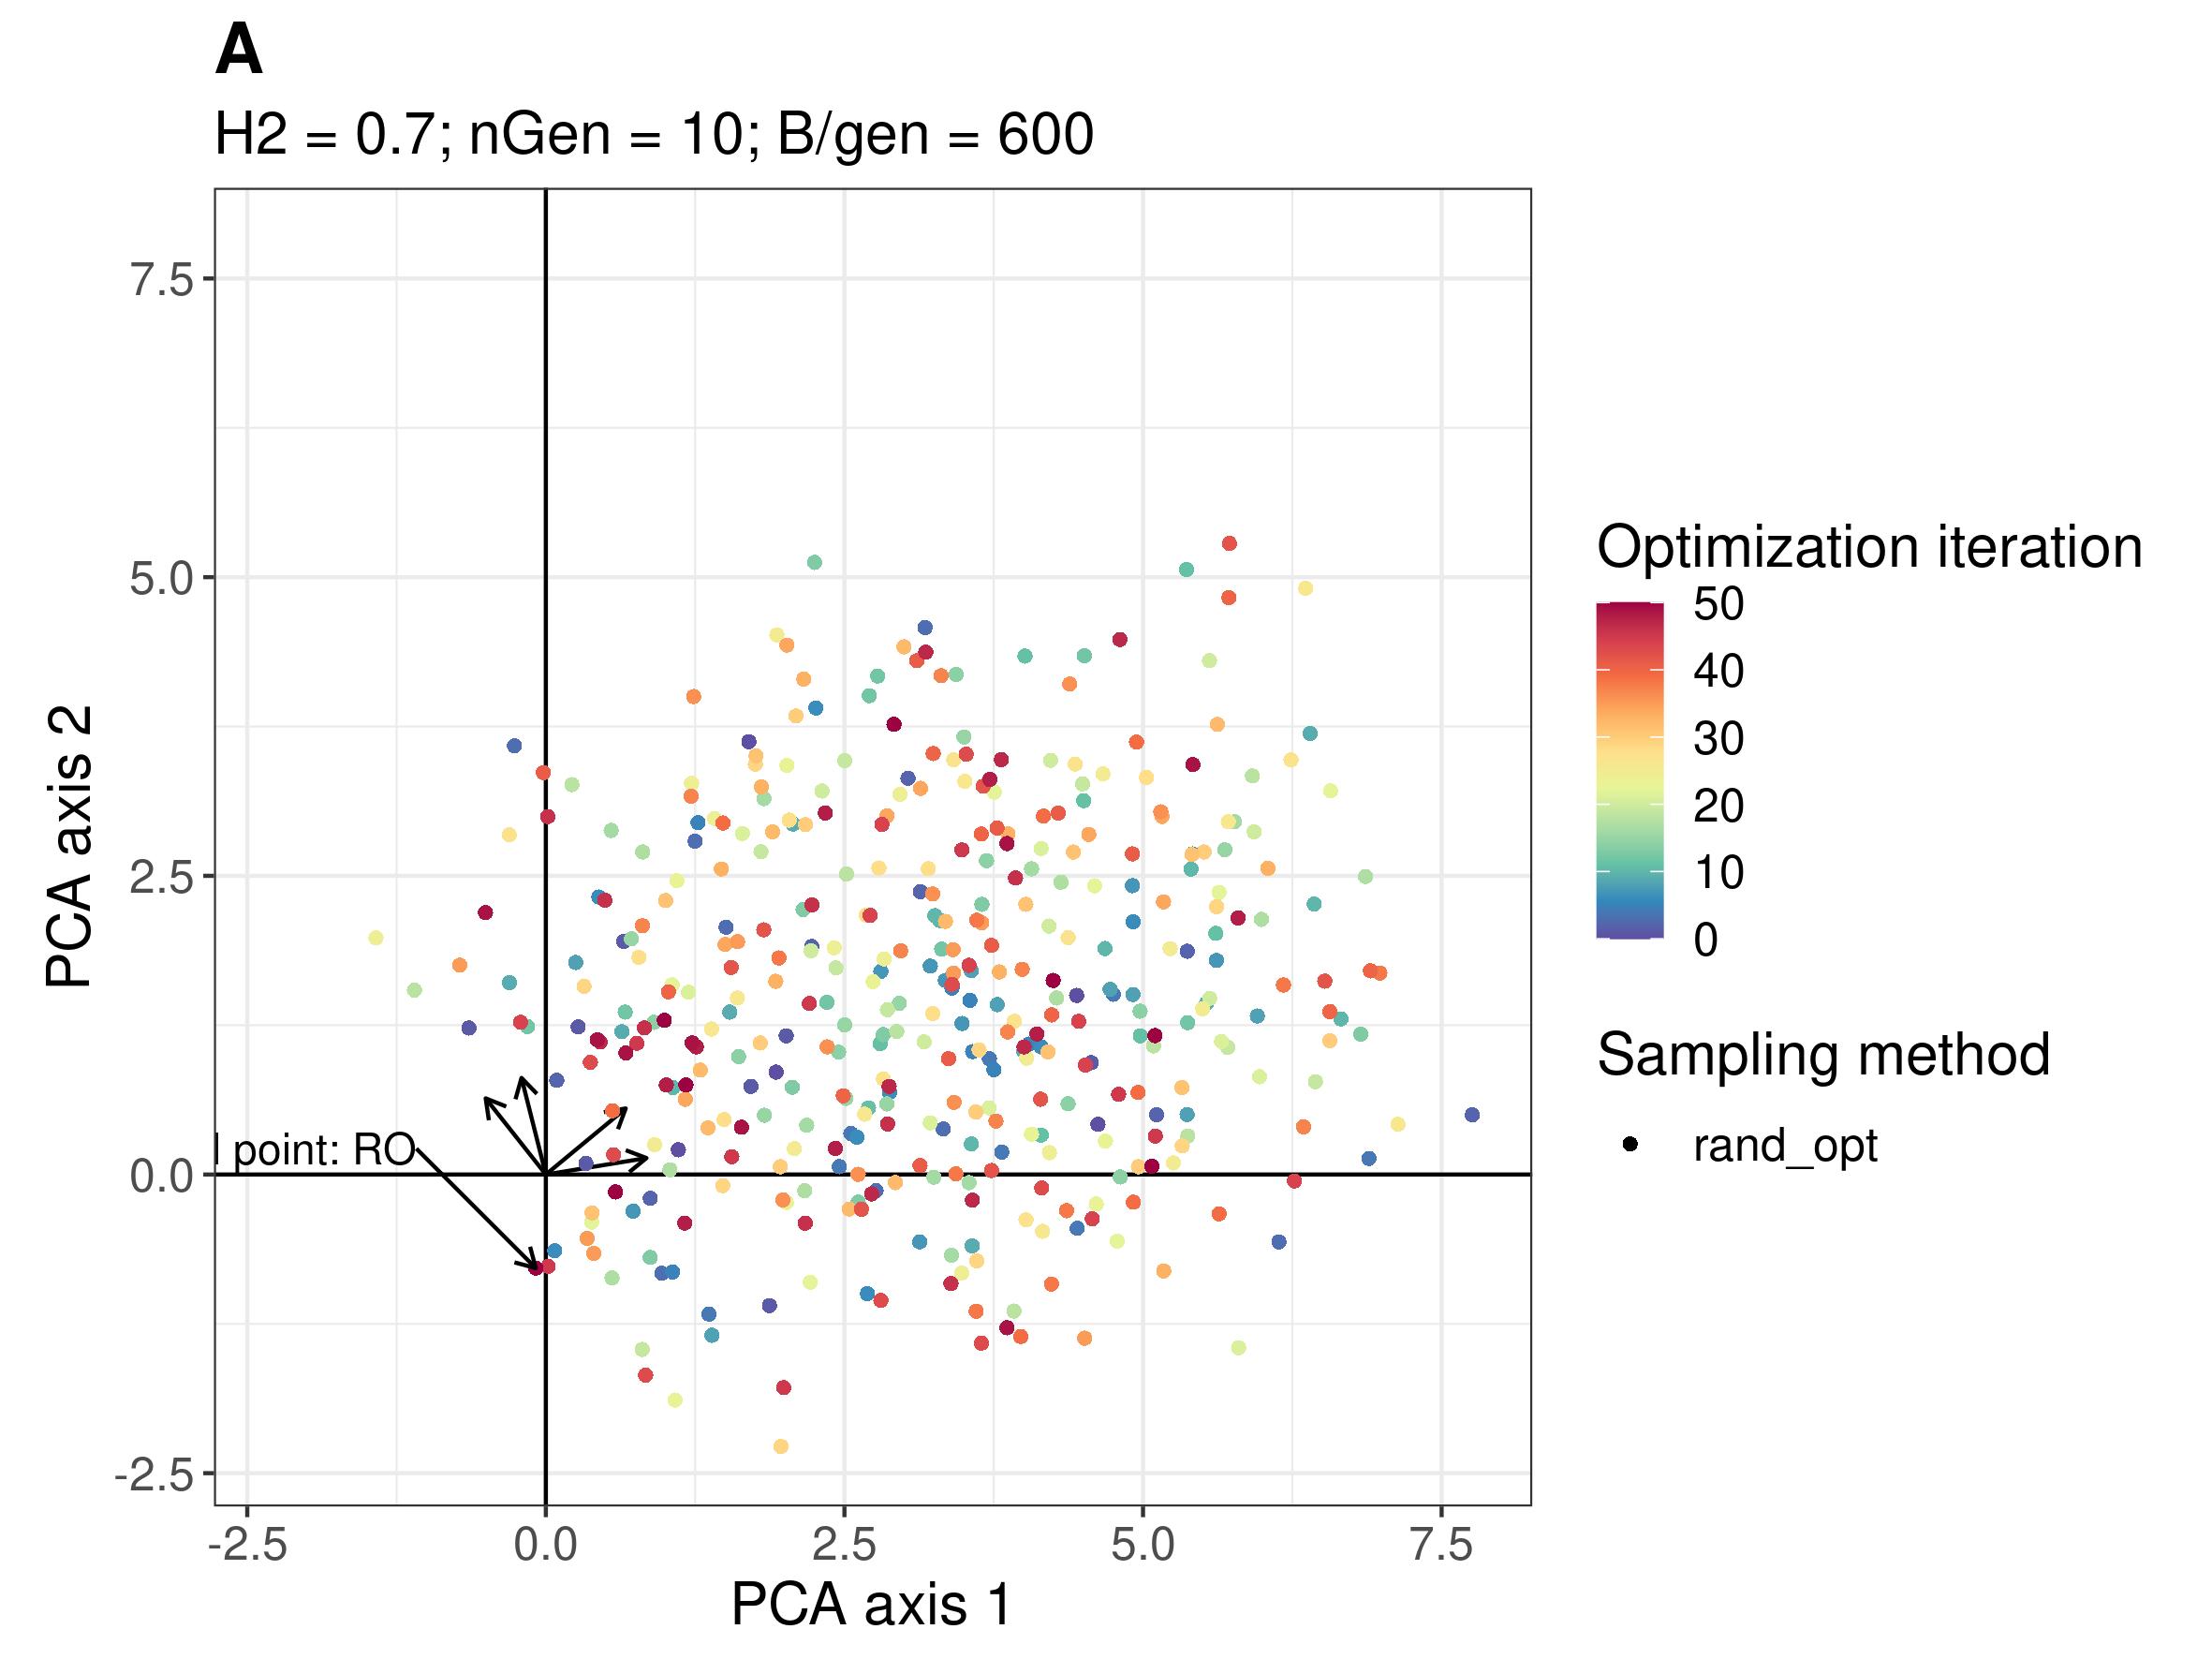 A
H2 = 0.7; nGen = 10; B/gen = 600
7.5
5.0
2.5
0.0
-2.5
PCA axis 2
point: RO
-2.5 0.0 2.5 5.0 7.5
PCA axis 1
Optimization iteration
50
40
30
20
10
0
Sampling method
rand_opt